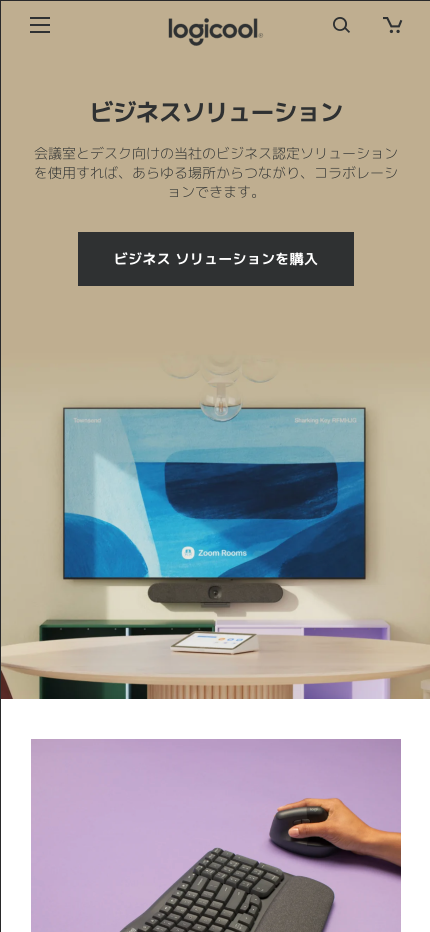 logicool
ビジネスソリューション
会議室とデスク向けの当社のビジネス認定ソリューション
を使用すれば、あらゆる場所からつながり、コラボレーシ
ョンできます。
ビジネス ソリューションを購入
Zoom Rooms